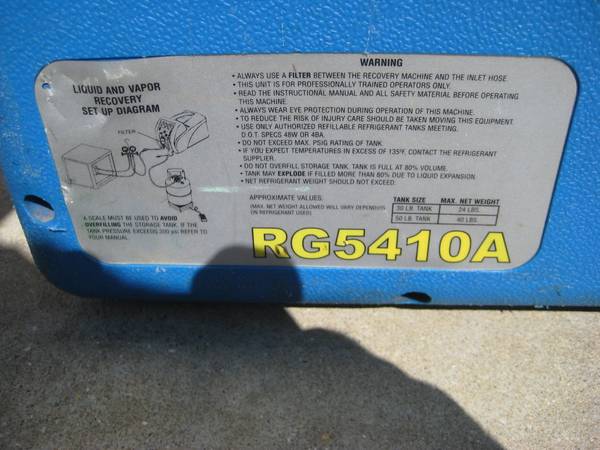 LIQUID AND VAPOR
RECOVERY
SET UP DIAGRAM
FILTER
A SCALE MUST BE USED TO AVOID
OVERFILLING THE STORAGE TANK. IF THE
TANK PRESSURE EXCEEDS 300 psi REFER TO
YOUR MANUAL.
WARNING
• ALWAYS USE A FILTER BETWEEN THE RECOVERY MACHINE AND THE INLET HOSE.
• THIS UNIT IS FOR PROFESSIONALLY TRAINED OPERATORS ONLY.
• READ THE INSTRUCTIONAL MANUAL AND ALL SAFETY MATERIAL BEFORE OPERATING
THIS MACHINE.
• ALWAYS WEAR EYE PROTECTION DURING OPERATION OF THIS MACHINE.
• TO REDUCE THE RISK OF INJURY CARE SHOULD BE TAKEN MOVING THIS EQUIPMENT.
• USE ONLY AUTHORIZED REFILLABLE REFRIGERANT TANKS MEETING.
D.O.T. SPECS 48W OR 4BA.
• DO NOT EXCEED MAX. PSIG RATING OF TANK.
• IF YOU EXPECT TEMPERATURES IN EXCESS OF 135°F, CONTACT THE REFRIGERANT
SUPPLIER.
• DO NOT OVERFILL STORAGE TANK. TANK IS FULL AT 80% VOLUME.
• TANK MAY EXPLODE IF FILLED MORE THAN 80% DUE TO LIQUID EXPANSION.
• NET REFRIGERANT WEIGHT SHOULD NOT EXCEED:
APPROXIMATE VALUES:
(MAX. NET WEIGHT ALLOWED WILL VARY DEPENDING
ON REFRIGERANT USED)
TANK SIZE MAX. NET WEIGHT
30 LB. TANK 24 LBS.
50 LB. TANK 40 LBS.
RG5410A